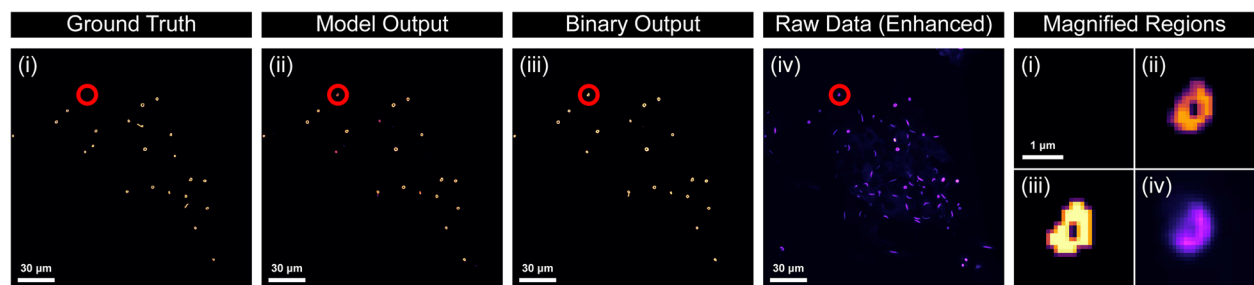 Ground Truth
Model Output
Binary Output
Raw Data (Enhanced)
Magnified Regions
(i)
(ii)
(iii)
(iv)
(i)
(ii)
1 µm
(iii)
(iv)
30 µm
30 µm
30 µm
30 µm